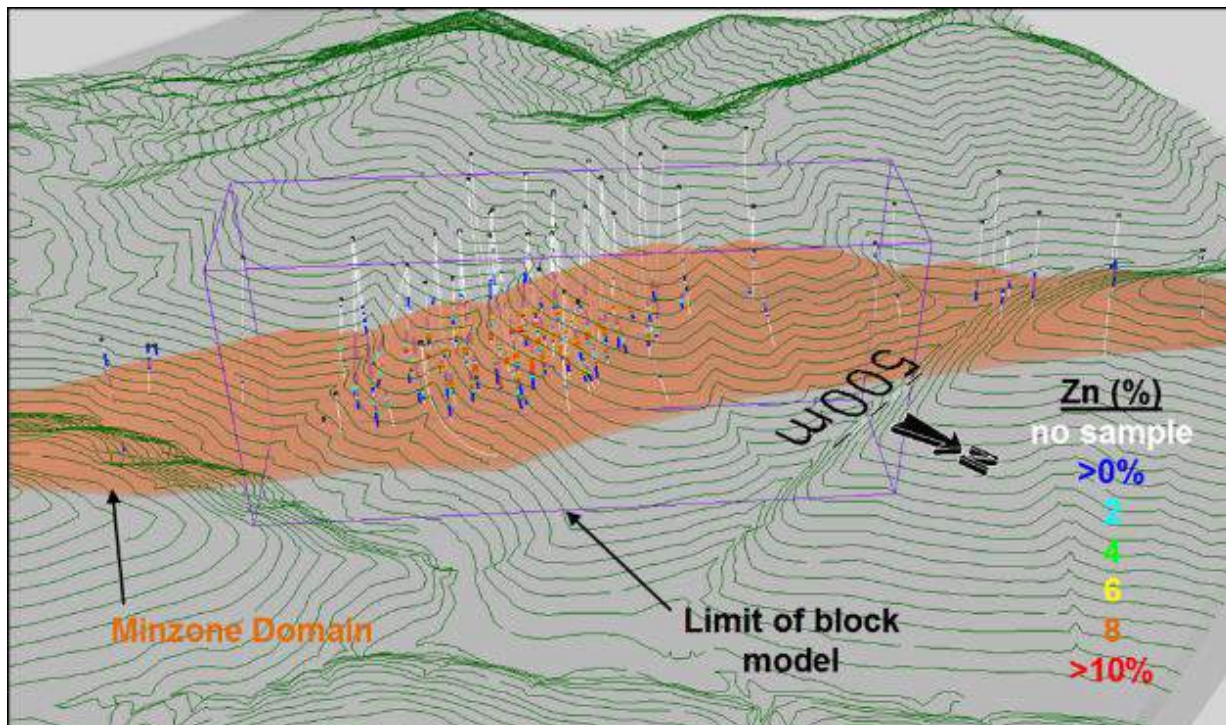 500m
N
Zn (%)
no sample
>0%
2
4
6
8
>10%
Minzone Domain
Limit of block
model